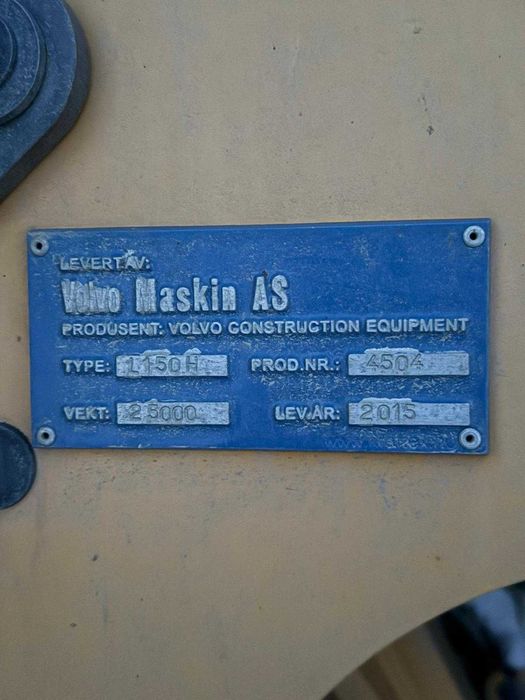 LEVERT AV:
Volvo Maskin AS
PRODUSENT: VOLVO CONSTRUCTION EQUIPMENT
TYPE: L150H PROD.NR.: 4504
VEKT: 25000 LEV.ÅR: 2015